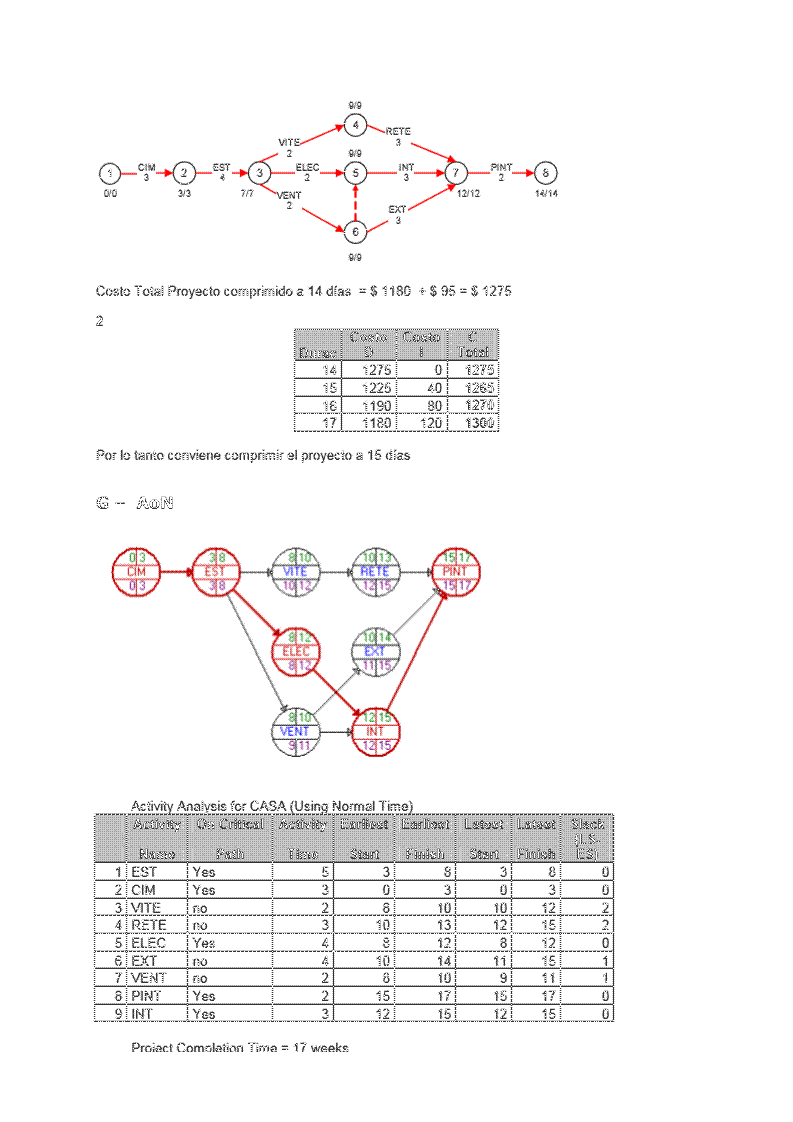 9/9
4
VITE
2
RETE
3
9/9
1
CIM
3
2
EST
4
3
ELEC
2
5
INT
3
7
PINT
2
8
0/0
3/3
7/7
VENT
2
12/12
14/14
6
EXT
3
9/9
Costo Total Proyecto comprimido a 14 días = $ 1180 + $ 95 = $ 1275
2
Costo Costo C
D I Total
14 1275 0 1275
15 1225 40 1265
16 1190 80 1270
17 1180 120 1300
Por lo tanto conviene comprimir el proyecto a 15 días
G – AoN
0 3 CIM 0 3
3 8 EST 3 8
8 10 VITE 10 12
10 13 RETE 12 15
15 17 PINT 15 17
8 12 ELEC 8 12
10 14 EXT 11 15
8 10 VENT 9 11
12 15 INT 12 15
Activity Analysis for CASA (Using Normal Time)
Activity On Critical Activity Earliest Earliest Latest Latest Slack
Name Path Time Start Finish Start Finish (LS-ES)
1 EST Yes 5 3 8 3 8 0
2 CIM Yes 3 0 3 0 3 0
3 VITE no 2 8 10 10 12 2
4 RETE no 3 10 13 12 15 2
5 ELEC Yes 4 8 12 8 12 0
6 EXT no 4 10 14 11 15 1
7 VENT no 2 8 10 9 11 1
8 PINT Yes 2 15 17 15 17 0
9 INT Yes 3 12 15 12 15 0
Project Completion Time = 17 weeks